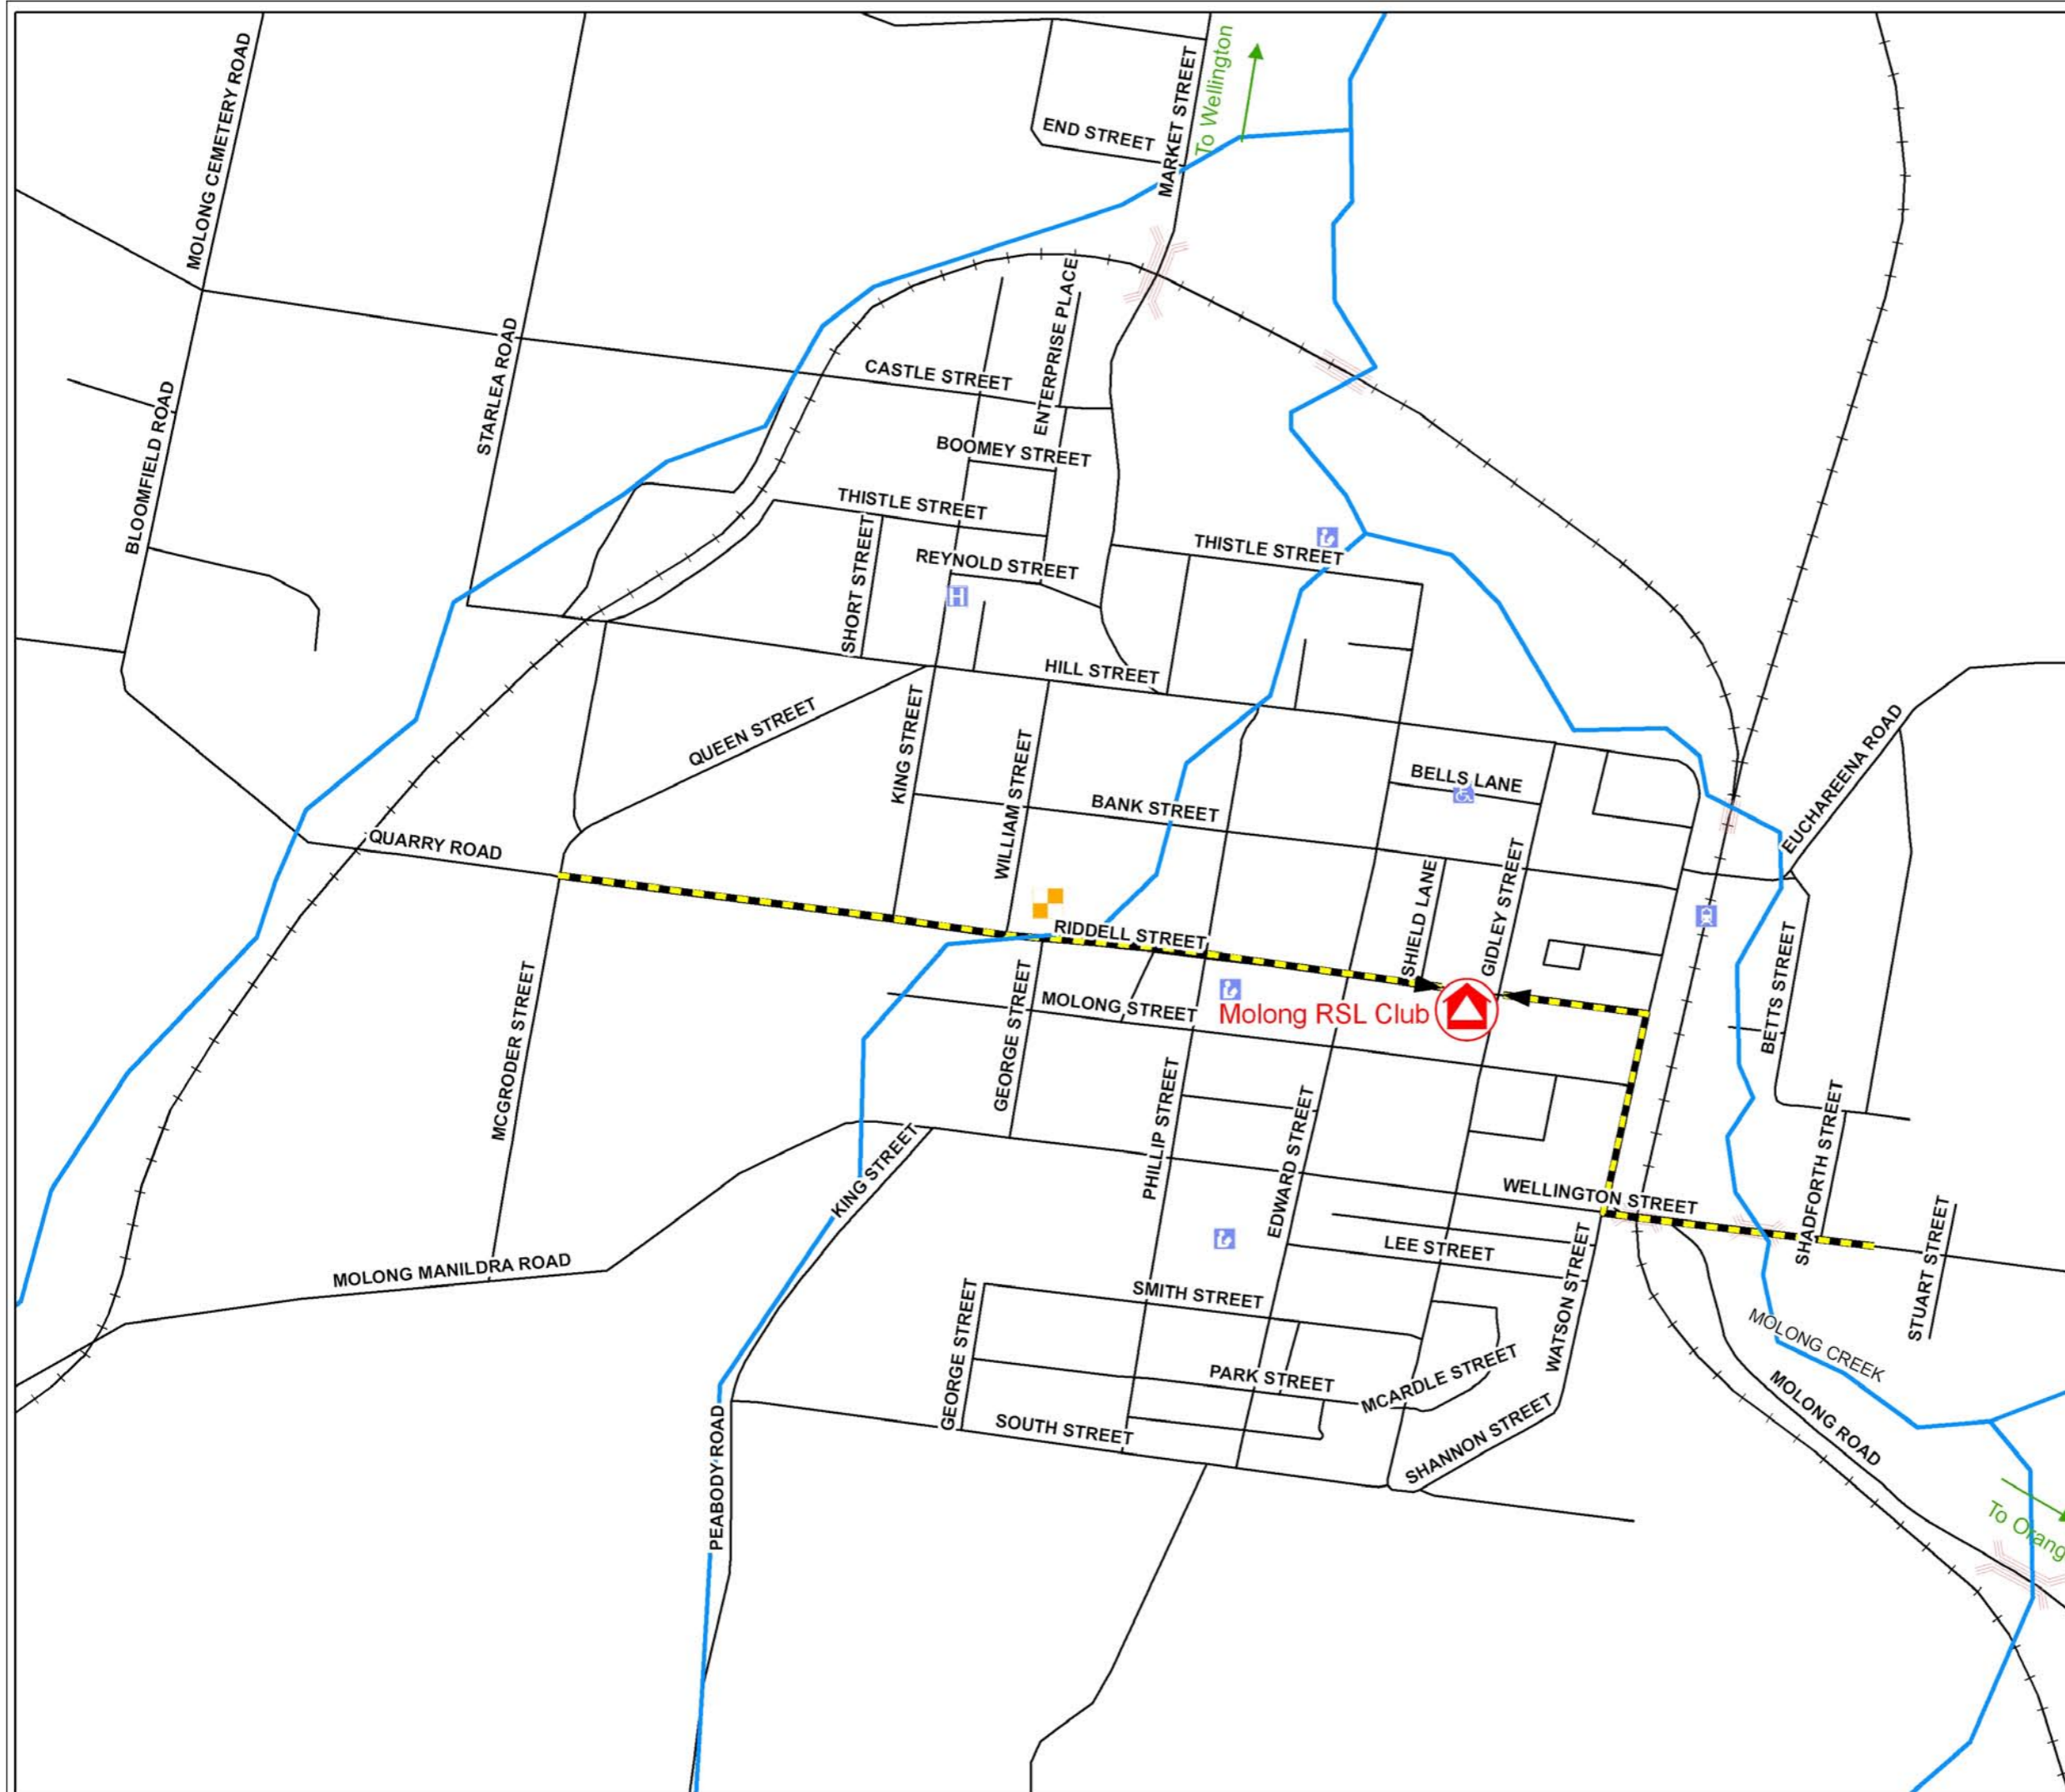 MOLONG CEMETERY ROAD
MARKET STREET
To Wellington
END STREET
ENTERPRISE PLACE
STARLEA ROAD
CASTLE STREET
BLOOMFIELD ROAD
BOOMEY STREET
THISTLE STREET
THISTLE STREET
SHORT STREET
REYNOLD STREET
H
HILL STREET
QUEEN STREET
KING STREET
WILLIAM STREET
EUCHAREENA ROAD
BELLS LANE
BANK STREET
QUARRY ROAD
SHIELD LANE
GIDLEY STREET
RIDDELL STREET
BETTS STREET
MCGRODER STREET
GEORGE STREET
MOLONG STREET
Molong RSL Club
PHILLIP STREET
EDWARD STREET
SHADFORTH STREET
KING STREET
WELLINGTON STREET
STUART STREET
LEE STREET
WATSON STREET
MOLONG MANILDRA ROAD
SMITH STREET
GEORGE STREET
MOLONG CREEK
PARK STREET
MCARDLE STREET
MOLONG ROAD
PEABODY ROAD
SOUTH STREET
SHANNON STREET
To Orang